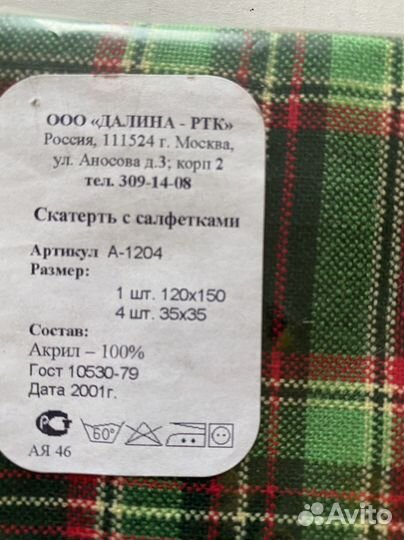 ООО «ДАЛИНА - РТК»
Россия, 111524 г. Москва,
ул. Аносова д.3; корп 2
тел. 309-14-08
Скатерть с салфетками
Артикул А-1204
Размер:
1 шт. 120х150
4 шт. 35х35
Состав:
Акрил – 100%
Гост 10530-79
Дата 2001г.
60°
АЯ 46
Avito